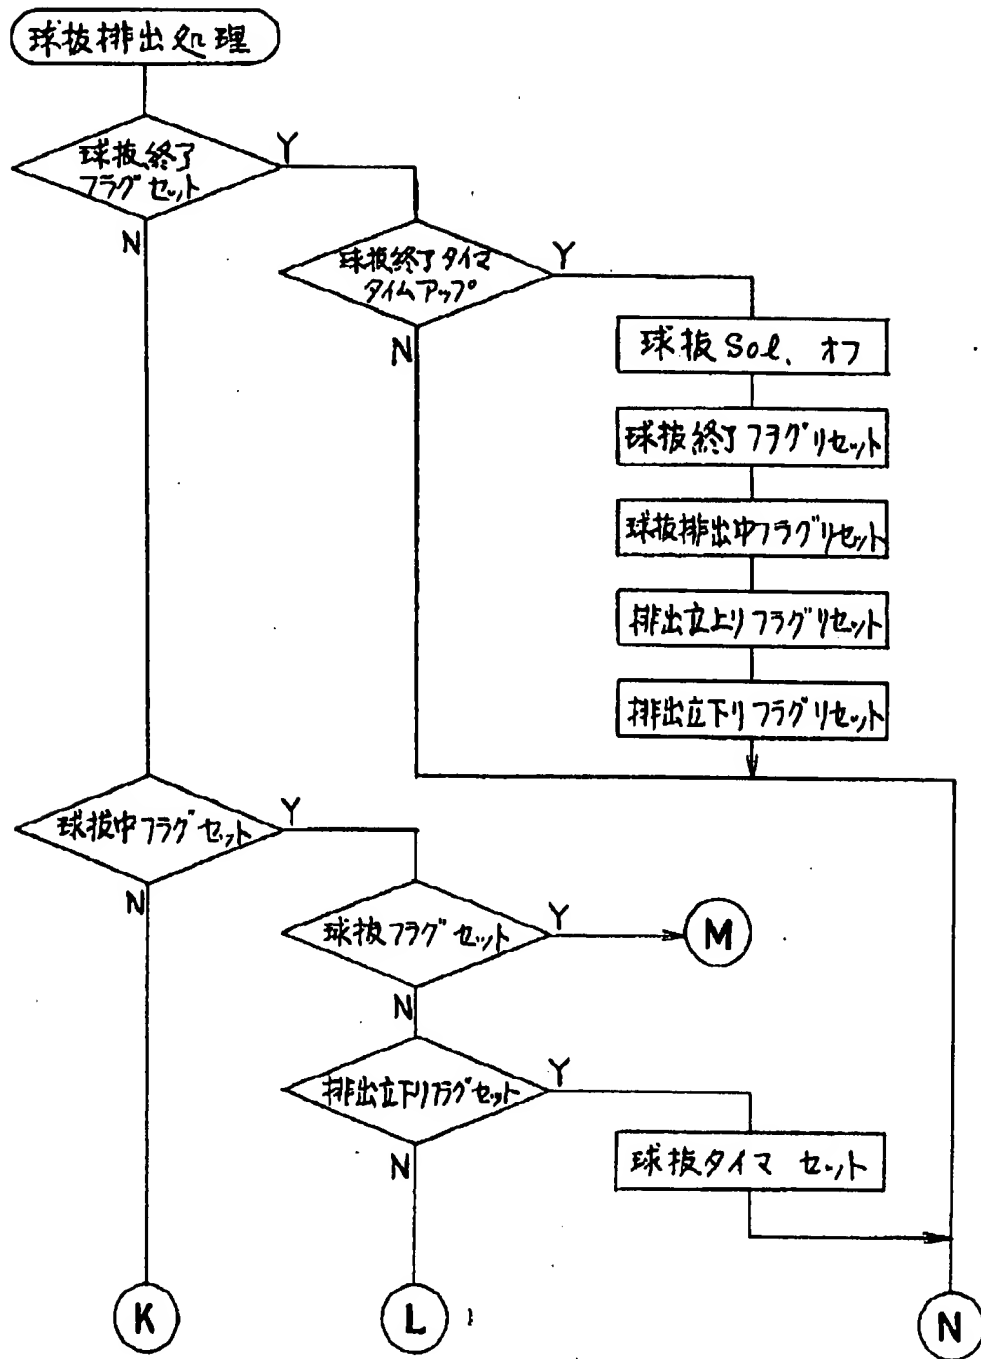 球抜排出処理
球抜終了
フラグセット
Y
N
球抜終了タイマ
タイムアップ
Y
N
球抜Sol. オフ
球抜終了フラグリセット
球抜排出中フラグリセット
排出立上りフラグリセット
排出立下りフラグリセット
球抜中フラグセット
Y
N
球抜フラグセット
Y
M
N
排出立下りフラグセット
Y
N
球抜タイマ セット
K
L
N